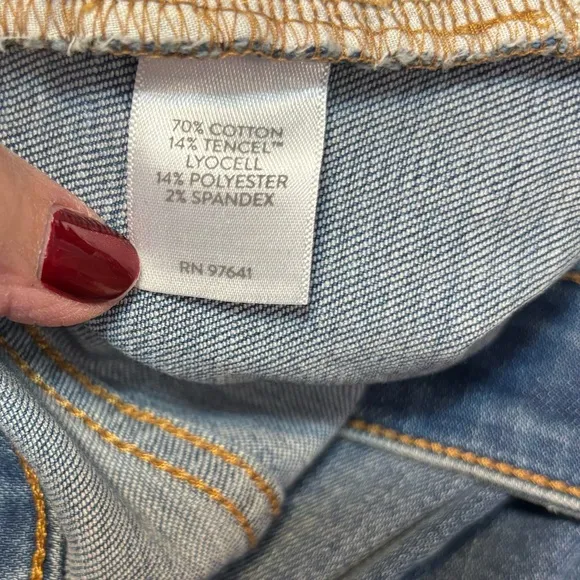 70% COTTON
14% TENCEL™
LYOCELL
14% POLYESTER
2% SPANDEX
RN 97641